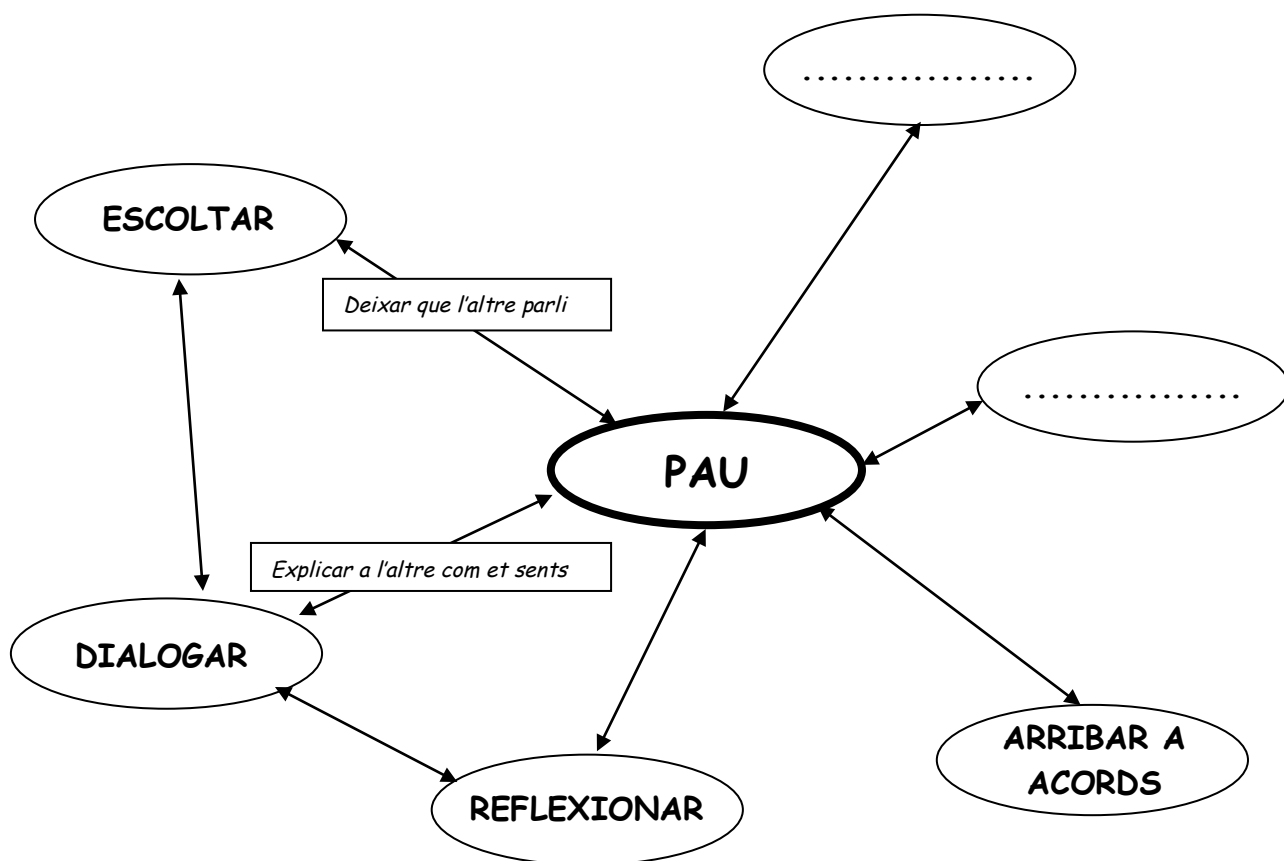 .................
ESCOLTAR
Deixar que l'altre parli
................
PAU
Explicar a l'altre com et sents
DIALOGAR
ARRIBAR A
ACORDS
REFLEXIONAR